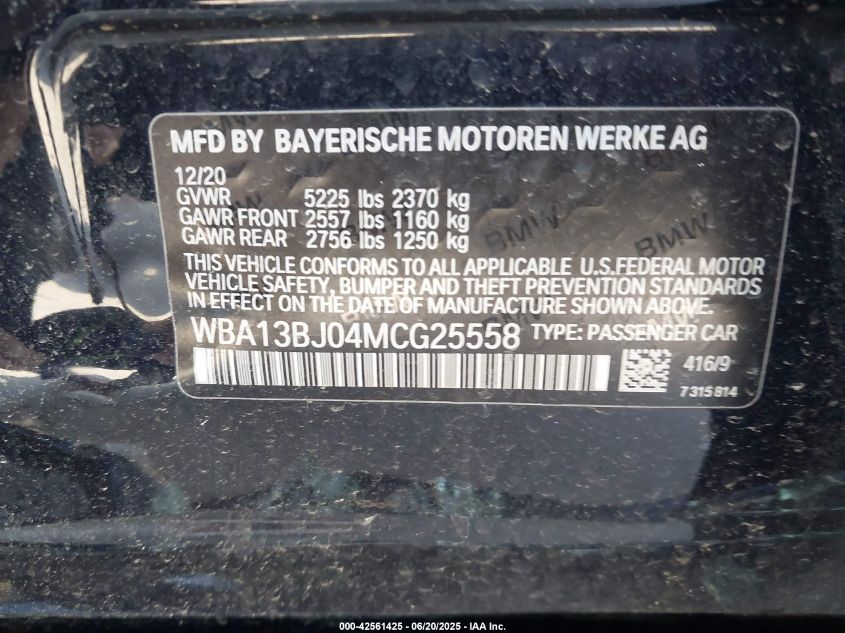 MFD BY BAYERISCHE MOTOREN WERKE AG
12/20
GVWR 5225 lbs 2370 kg
GAWR FRONT 2557 lbs 1160 kg
GAWR REAR 2756 lbs 1250 kg
THIS VEHICLE CONFORMS TO ALL APPLICABLE U.S.FEDERAL MOTOR
VEHICLE SAFETY, BUMPER AND THEFT PREVENTION STANDARDS
IN EFFECT ON THE DATE OF MANUFACTURE SHOWN ABOVE.
WBA13BJ04MCG25558 TYPE: PASSENGER CAR
416/9
7315814
BMW
BMW
BMW
000-42561425 - 06/20/2025 - IAA Inc.